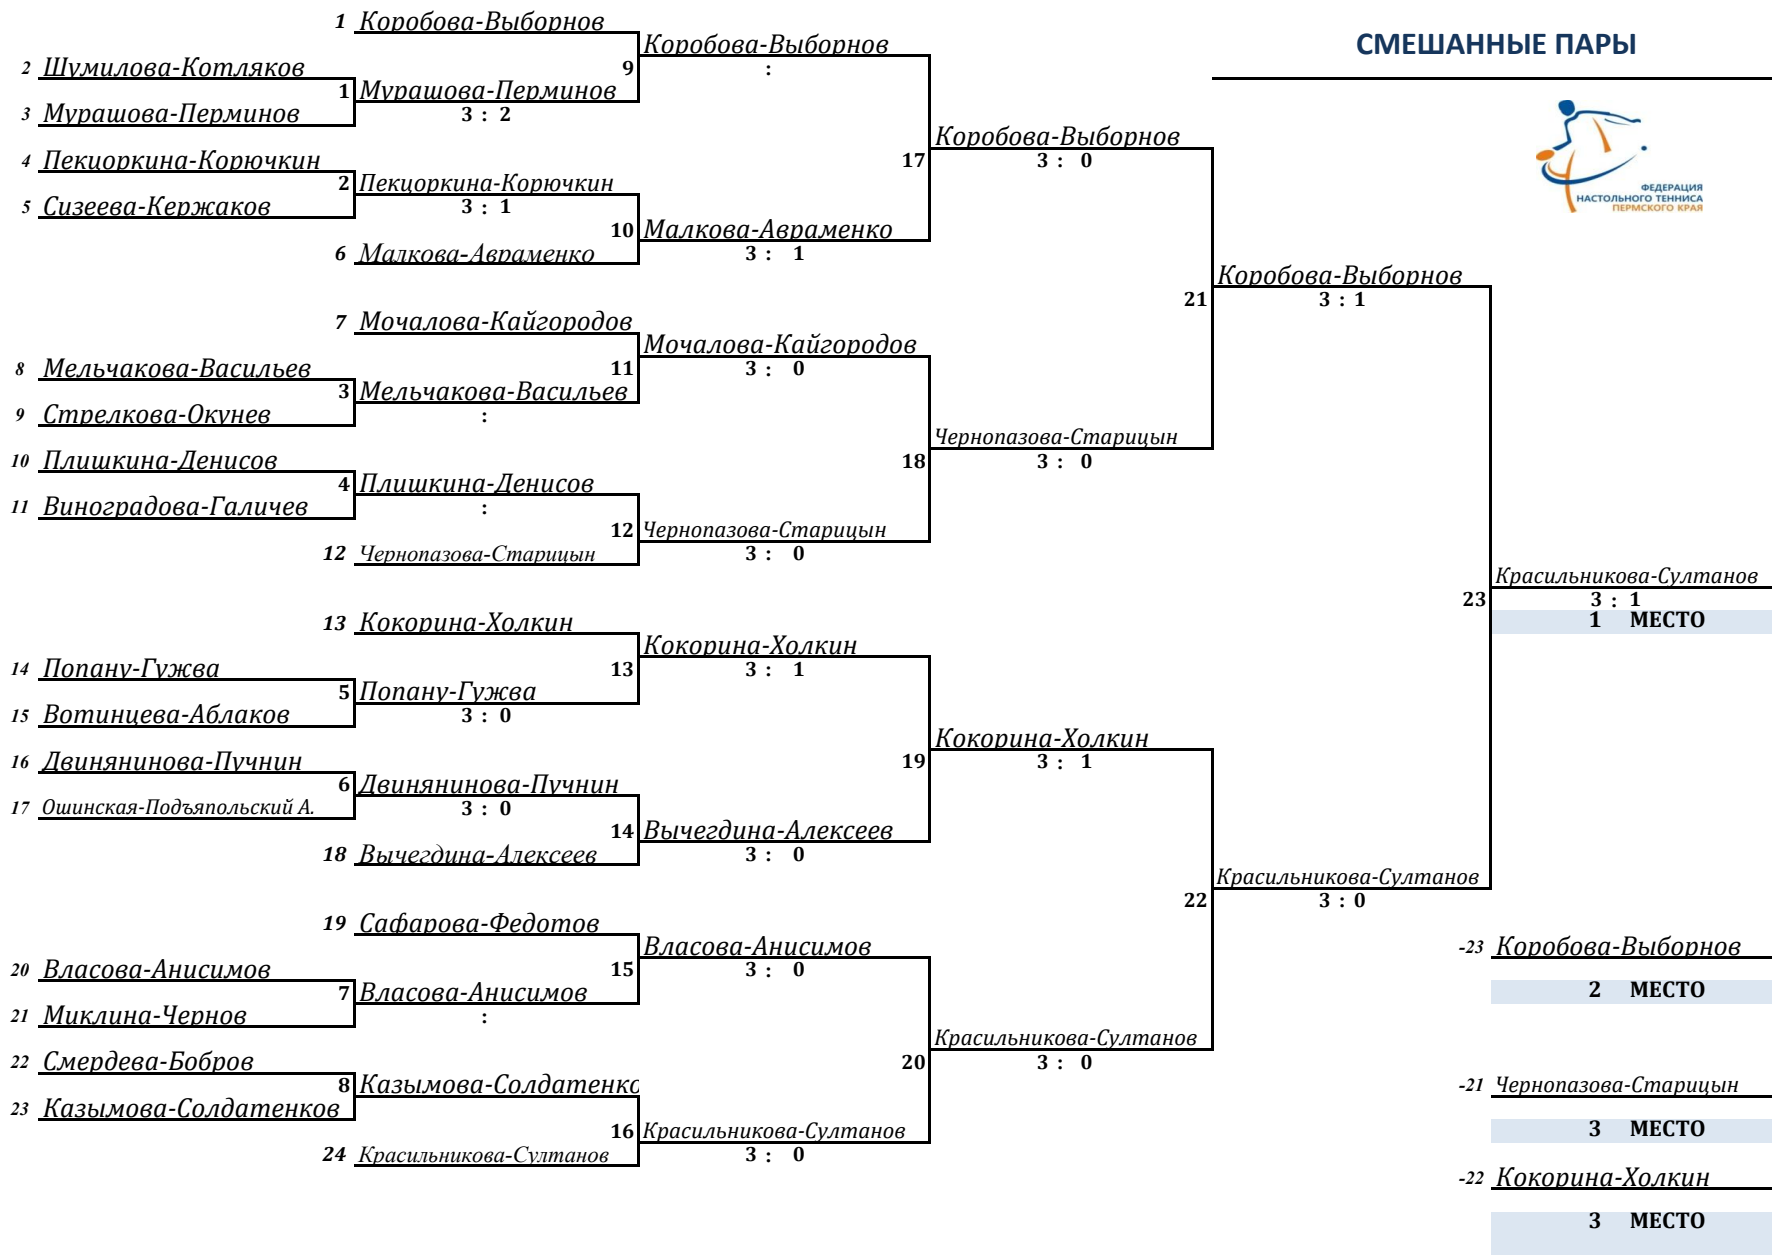 СМЕШАННЫЕ ПАРЫ
ФЕДЕРАЦИЯ
НАСТОЛЬНОГО ТЕННИСА
ПЕРМСКОГО КРАЯ
1 Коробова-Выборнов
2 Шумилова-Котляков
3 Мурашова-Перминов
1 Мурашова-Перминов
3 : 2
9 Коробова-Выборнов
:
4 Пекцоркина-Корючкин
5 Сизеева-Кержаков
2 Пекцоркина-Корючкин
3 : 1
6 Малкова-Авраменко
10 Малкова-Авраменко
3 : 1
17 Коробова-Выборнов
3 : 0
7 Мочалова-Кайгородов
8 Мельчакова-Васильев
9 Стрелкова-Окунев
3 Мельчакова-Васильев
:
11 Мочалова-Кайгородов
3 : 0
10 Плишкина-Денисов
11 Виноградова-Галичев
4 Плишкина-Денисов
:
12 Чернопазова-Старицын
12 Чернопазова-Старицын
3 : 0
18 Чернопазова-Старицын
3 : 0
21 Коробова-Выборнов
3 : 1
13 Кокорина-Холкин
14 Попану-Гужва
15 Вотинцева-Аблаков
5 Попану-Гужва
3 : 0
13 Кокорина-Холкин
3 : 1
16 Двинянинова-Пучнин
17 Ошинская-Подъяпольский А.
6 Двинянинова-Пучнин
3 : 0
18 Вычегдина-Алексеев
14 Вычегдина-Алексеев
3 : 0
19 Кокорина-Холкин
3 : 1
19 Сафарова-Федотов
20 Власова-Анисимов
21 Миклина-Чернов
7 Власова-Анисимов
:
15 Власова-Анисимов
3 : 0
22 Смердева-Бобров
23 Казымова-Солдатенков
8 Казымова-Солдатенко
24 Красильникова-Султанов
16 Красильникова-Султанов
3 : 0
20 Красильникова-Султанов
3 : 0
22 Красильникова-Султанов
3 : 0
23 Красильникова-Султанов
3 : 1
1 МЕСТО
-23 Коробова-Выборнов
2 МЕСТО
-21 Чернопазова-Старицын
3 МЕСТО
-22 Кокорина-Холкин
3 МЕСТО